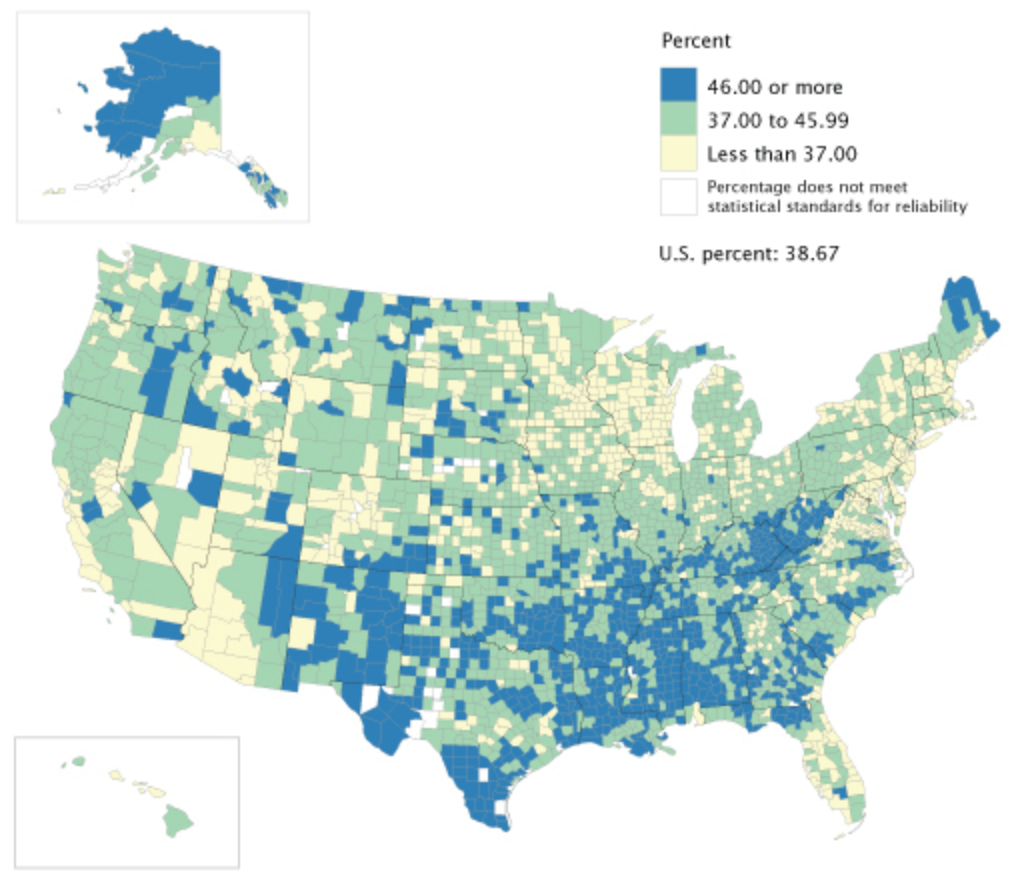 Percent
46.00 or more
37.00 to 45.99
Less than 37.00
Percentage does not meet
statistical standards for reliability
U.S. percent: 38.67